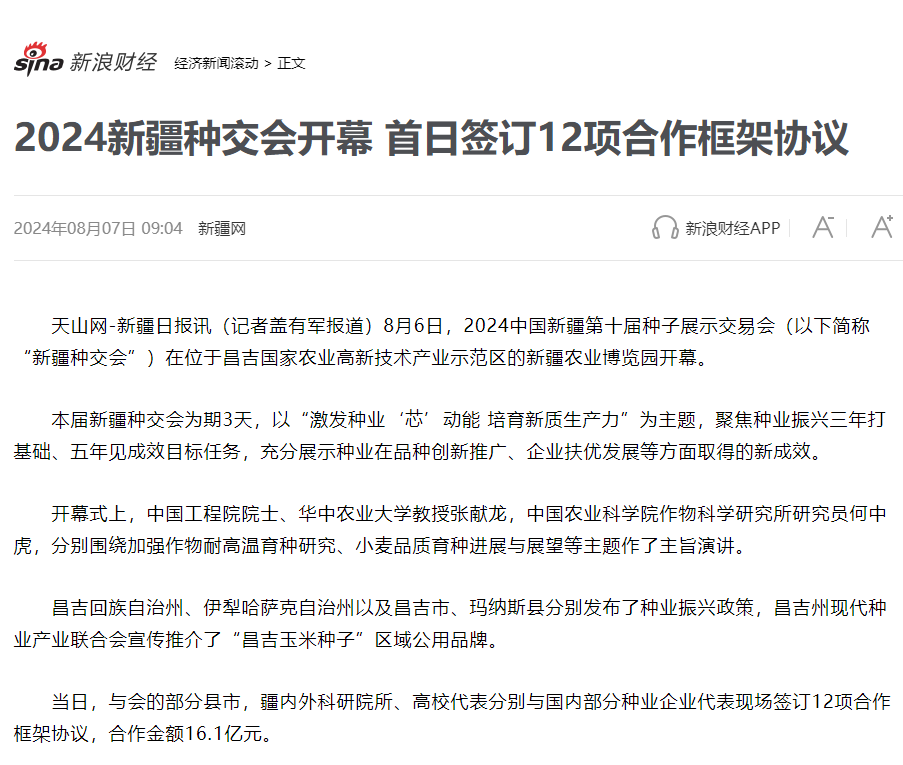 sina 新浪财经 经济新闻滚动 > 正文
2024新疆种交会开幕 首日签订12项合作框架协议
2024年08月07日 09:04 新疆网 新浪财经APP A- A+
天山网-新疆日报讯（记者盖有军报道）8月6日，2024中国新疆第十届种子展示交易会（以下简称
“新疆种交会”）在位于昌吉国家农业高新技术产业示范区的新疆农业博览园开幕。
本届新疆种交会为期3天，以“激发种业‘芯’动能 培育新质生产力”为主题，聚焦种业振兴三年打
基础、五年见成效目标任务，充分展示种业在品种创新推广、企业扶优发展等方面取得的新成效。
开幕式上，中国工程院院士、华中农业大学教授张献龙，中国农业科学院作物科学研究所研究员何中
虎，分别围绕加强作物耐高温育种研究、小麦品质育种进展与展望等主题作了主旨演讲。
昌吉回族自治州、伊犁哈萨克自治州以及昌吉市、玛纳斯县分别发布了种业振兴政策，昌吉州现代种
业产业联合会宣传推介了“昌吉玉米种子”区域公用品牌。
当日，与会的部分县市，疆内外科研院所、高校代表分别与国内部分种业企业代表现场签订12项合作
框架协议，合作金额16.1亿元。